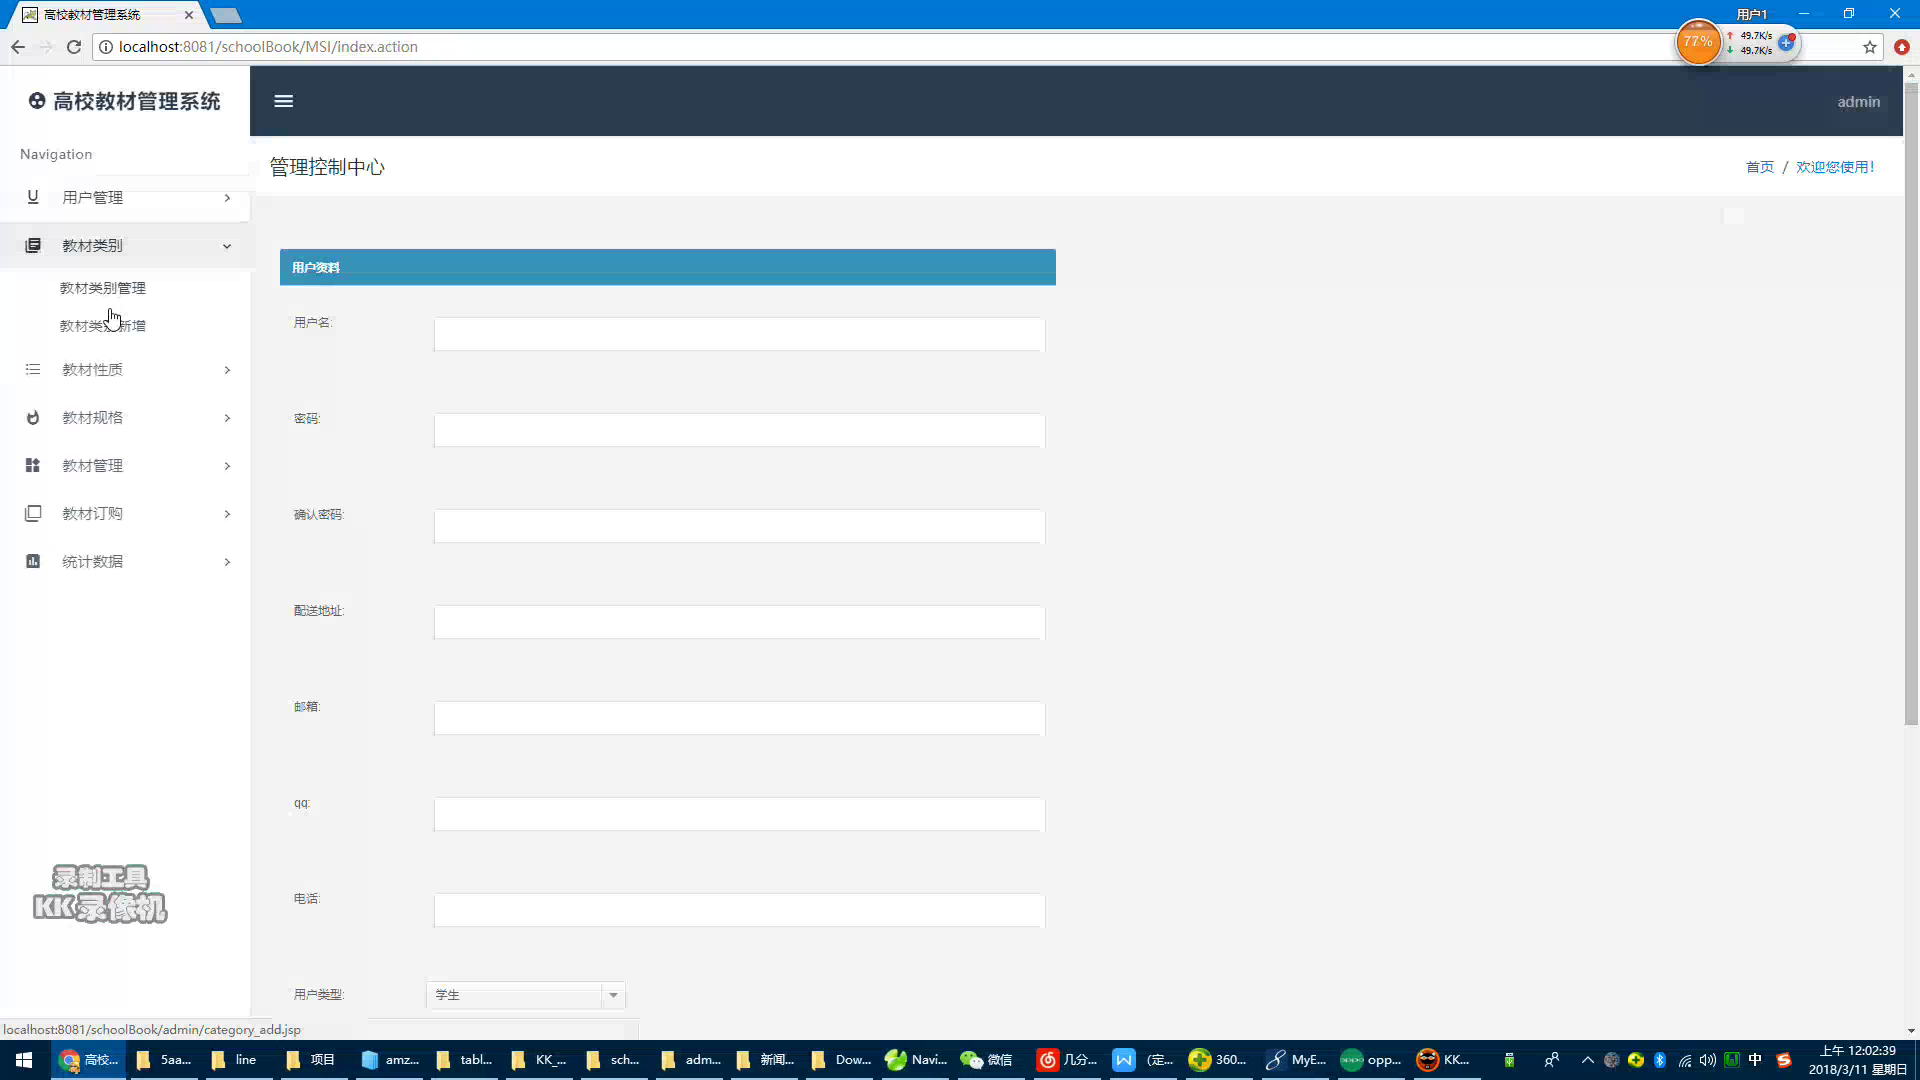 高校教材管理系统
用户1
localhost:8081/schoolBook/MSI/index.action
77%
49.7K/s
49.7K/s
高校教材管理系统
admin
Navigation
管理控制中心
首页 / 欢迎您使用!
用户管理
教材类别
教材类别管理
教材类别新增
教材性质
教材规格
教材管理
教材订购
统计数据
用户资料
用户名:
密码:
确认密码:
配送地址:
邮箱:
qq:
电话:
用户类型:
学生
录制工具
KK录像机
localhost:8081/schoolBook/admin/category_add.jsp
高校...
5aa...
line
项目
amz...
tabl...
KK_...
sch...
adm...
新闻...
Dow...
Navi...
微信
几分...
(定...
360...
MyE...
opp...
KK...
中
上午 12:02:39
2018/3/11 星期日